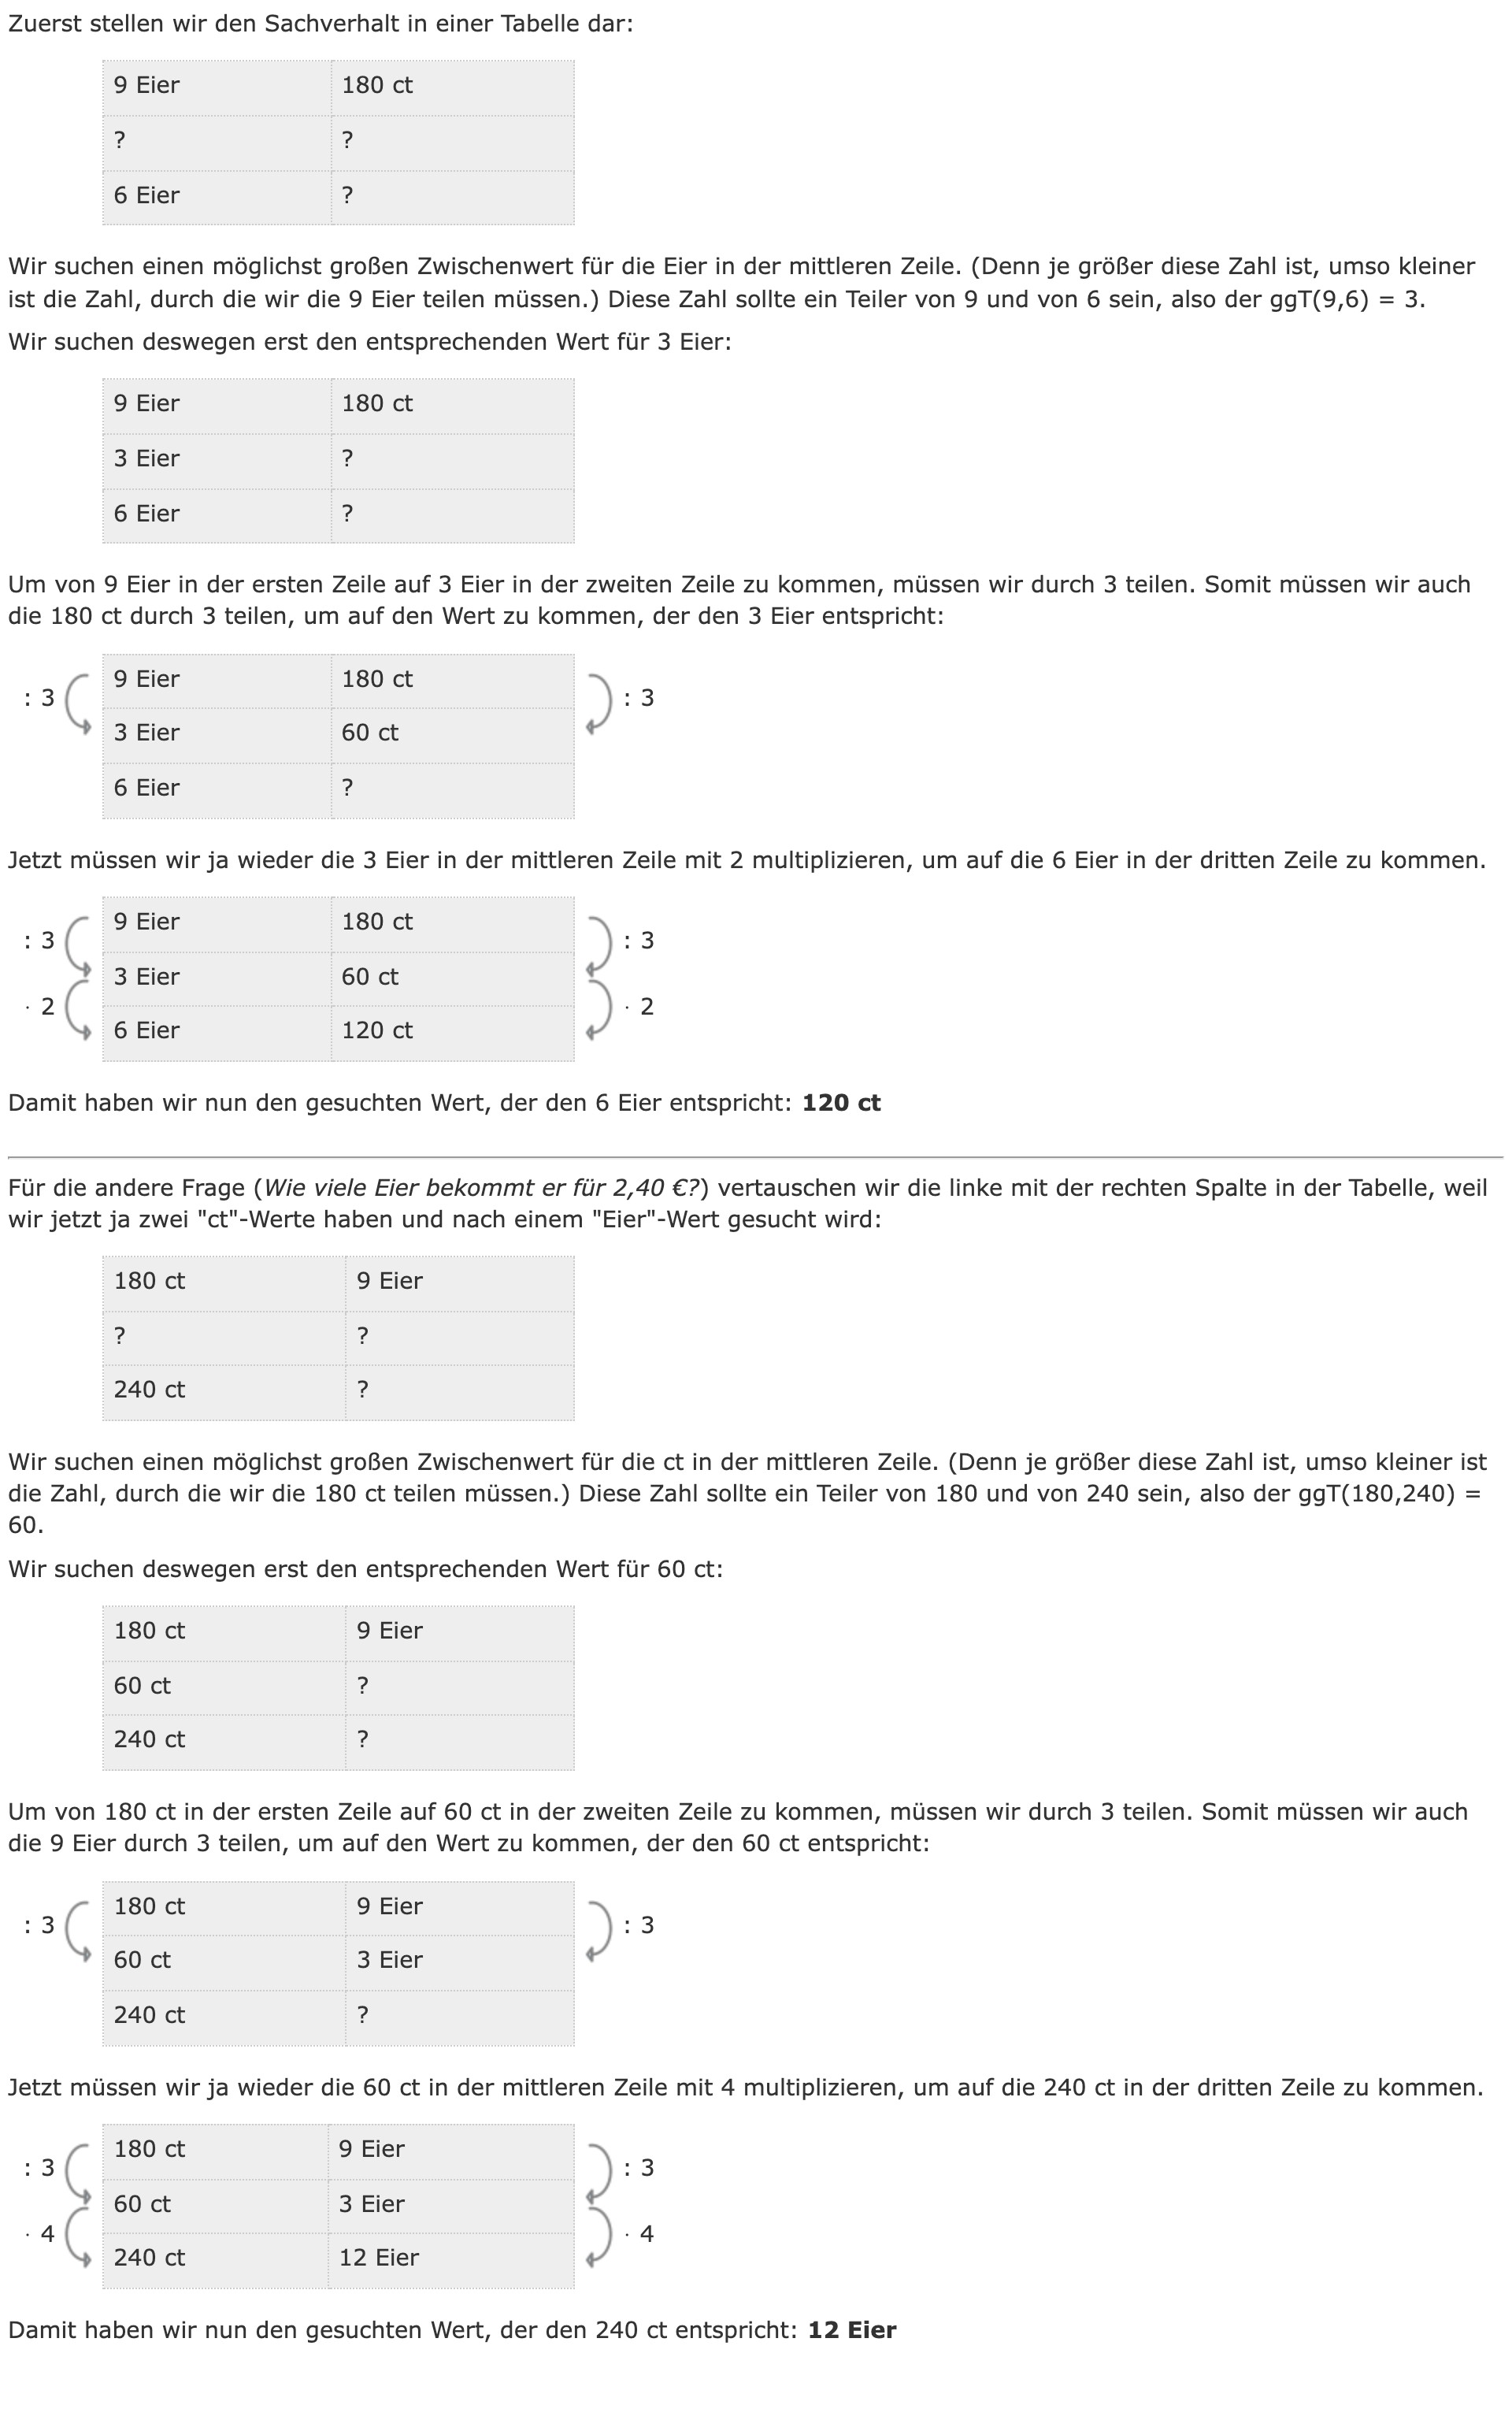 Zuerst stellen wir den Sachverhalt in einer Tabelle dar:
9 Eier 180 ct
? ?
6 Eier ?
Wir suchen einen möglichst großen Zwischenwert für die Eier in der mittleren Zeile. (Denn je größer diese Zahl ist, umso kleiner
ist die Zahl, durch die wir die 9 Eier teilen müssen.) Diese Zahl sollte ein Teiler von 9 und von 6 sein, also der ggT(9,6) = 3.
Wir suchen deswegen erst den entsprechenden Wert für 3 Eier:
9 Eier 180 ct
3 Eier ?
6 Eier ?
Um von 9 Eier in der ersten Zeile auf 3 Eier in der zweiten Zeile zu kommen, müssen wir durch 3 teilen. Somit müssen wir auch
die 180 ct durch 3 teilen, um auf den Wert zu kommen, der den 3 Eier entspricht:
9 Eier 180 ct
: 3 : 3
3 Eier 60 ct
6 Eier ?
Jetzt müssen wir ja wieder die 3 Eier in der mittleren Zeile mit 2 multiplizieren, um auf die 6 Eier in der dritten Zeile zu kommen.
9 Eier 180 ct
: 3 : 3
3 Eier 60 ct
· 2 · 2
6 Eier 120 ct
Damit haben wir nun den gesuchten Wert, der den 6 Eier entspricht: 120 ct
Für die andere Frage (Wie viele Eier bekommt er für 2,40 €?) vertauschen wir die linke mit der rechten Spalte in der Tabelle, weil
wir jetzt ja zwei "ct"-Werte haben und nach einem "Eier"-Wert gesucht wird:
180 ct 9 Eier
? ?
240 ct ?
Wir suchen einen möglichst großen Zwischenwert für die ct in der mittleren Zeile. (Denn je größer diese Zahl ist, umso kleiner ist
die Zahl, durch die wir die 180 ct teilen müssen.) Diese Zahl sollte ein Teiler von 180 und von 240 sein, also der ggT(180,240) =
60.
Wir suchen deswegen erst den entsprechenden Wert für 60 ct:
180 ct 9 Eier
60 ct ?
240 ct ?
Um von 180 ct in der ersten Zeile auf 60 ct in der zweiten Zeile zu kommen, müssen wir durch 3 teilen. Somit müssen wir auch
die 9 Eier durch 3 teilen, um auf den Wert zu kommen, der den 60 ct entspricht:
180 ct 9 Eier
: 3 : 3
60 ct 3 Eier
240 ct ?
Jetzt müssen wir ja wieder die 60 ct in der mittleren Zeile mit 4 multiplizieren, um auf die 240 ct in der dritten Zeile zu kommen.
180 ct 9 Eier
: 3 : 3
60 ct 3 Eier
· 4 · 4
240 ct 12 Eier
Damit haben wir nun den gesuchten Wert, der den 240 ct entspricht: 12 Eier